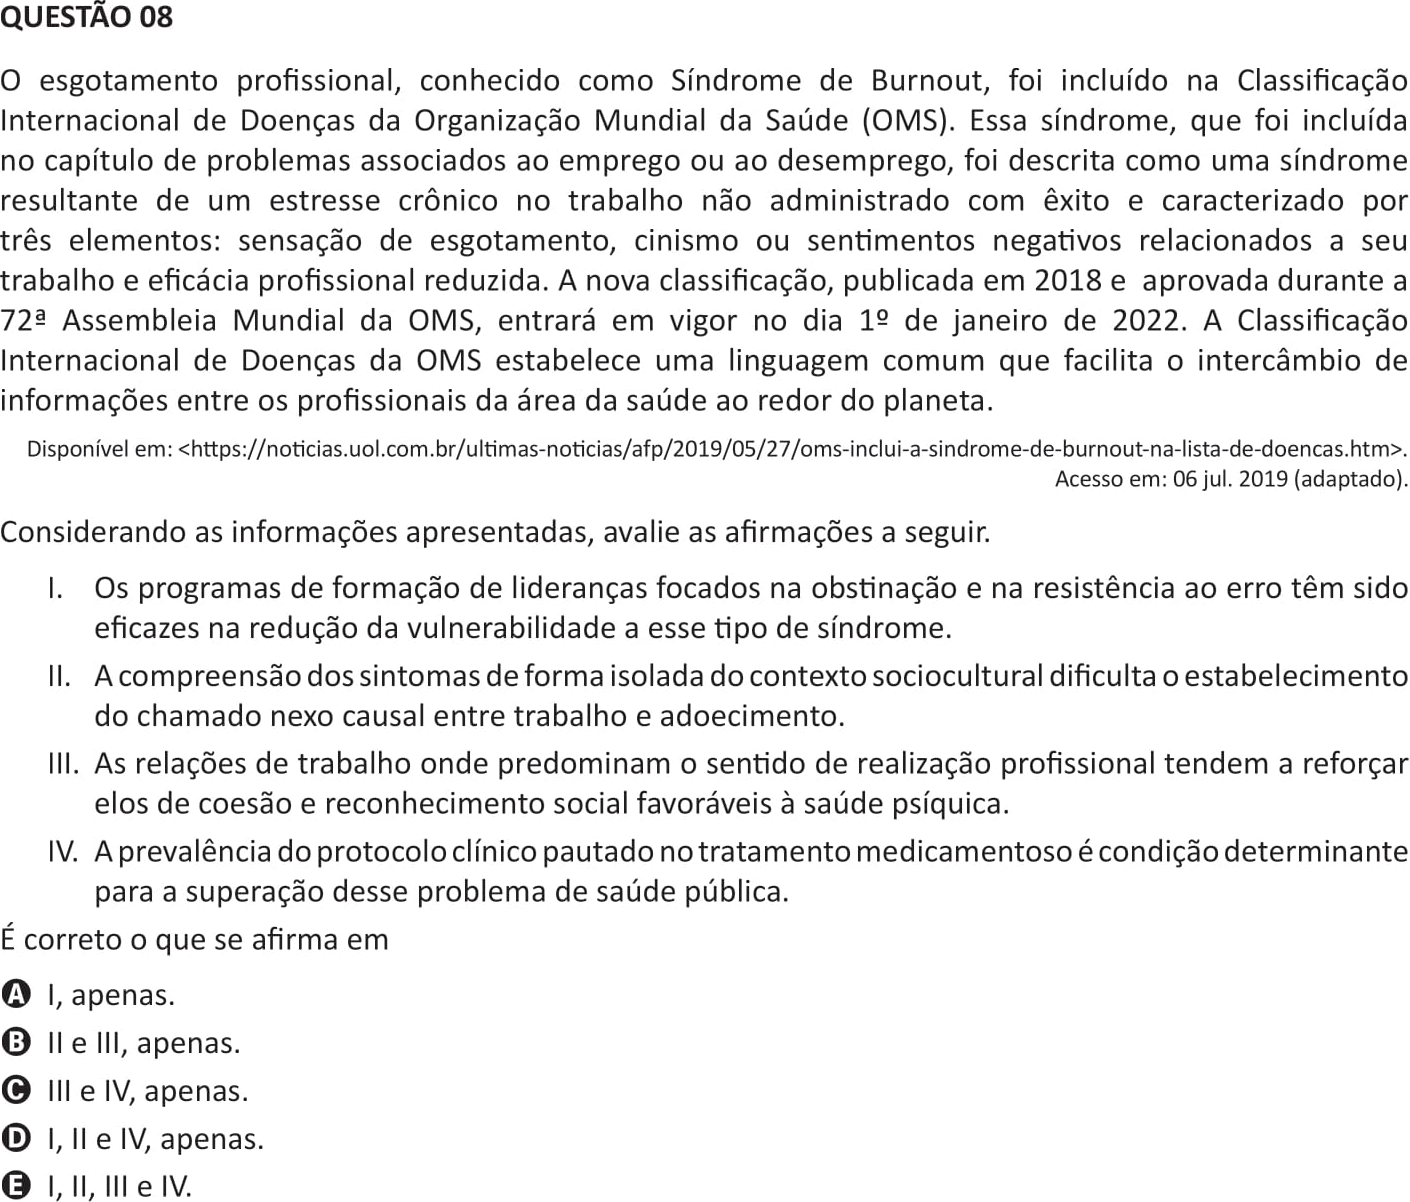 QUESTÃO 08
O esgotamento profissional, conhecido como Síndrome de Burnout, foi incluído na Classificação
Internacional de Doenças da Organização Mundial da Saúde (OMS). Essa síndrome, que foi incluída
no capítulo de problemas associados ao emprego ou ao desemprego, foi descrita como uma síndrome
resultante de um estresse crônico no trabalho não administrado com êxito e caracterizado por
três elementos: sensação de esgotamento, cinismo ou sentimentos negativos relacionados a seu
trabalho e eficácia profissional reduzida. A nova classificação, publicada em 2018 e aprovada durante a
72ª Assembleia Mundial da OMS, entrará em vigor no dia 1º de janeiro de 2022. A Classificação
Internacional de Doenças da OMS estabelece uma linguagem comum que facilita o intercâmbio de
informações entre os profissionais da área da saúde ao redor do planeta.
Disponível em: <https://noticias.uol.com.br/ultimas-noticias/afp/2019/05/27/oms-inclui-a-sindrome-de-burnout-na-lista-de-doencas.htm>.
Acesso em: 06 jul. 2019 (adaptado).
Considerando as informações apresentadas, avalie as afirmações a seguir.
I. Os programas de formação de lideranças focados na obstinação e na resistência ao erro têm sido
eficazes na redução da vulnerabilidade a esse tipo de síndrome.
II. A compreensão dos sintomas de forma isolada do contexto sociocultural dificulta o estabelecimento
do chamado nexo causal entre trabalho e adoecimento.
III. As relações de trabalho onde predominam o sentido de realização profissional tendem a reforçar
elos de coesão e reconhecimento social favoráveis à saúde psíquica.
IV. A prevalência do protocolo clínico pautado no tratamento medicamentoso é condição determinante
para a superação desse problema de saúde pública.
É correto o que se afirma em
A I, apenas.
B II e III, apenas.
C III e IV, apenas.
D I, II e IV, apenas.
E I, II, III e IV.